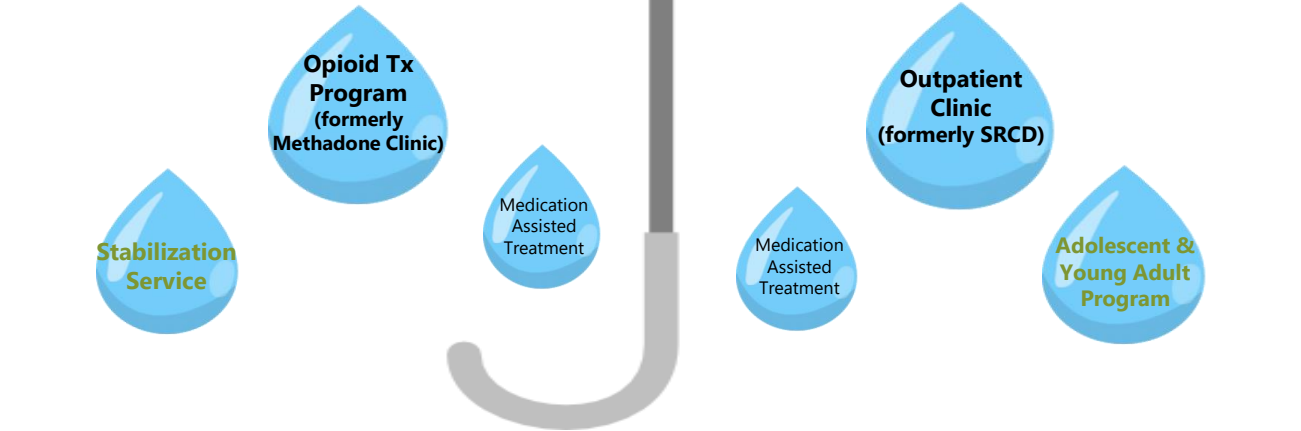 Opioid Tx
Program
(formerly
Methadone Clinic)
Outpatient
Clinic
(formerly SRCD)
Medication
Assisted
Treatment
Stabilization
Service
Medication
Assisted
Treatment
Adolescent &
Young Adult
Program